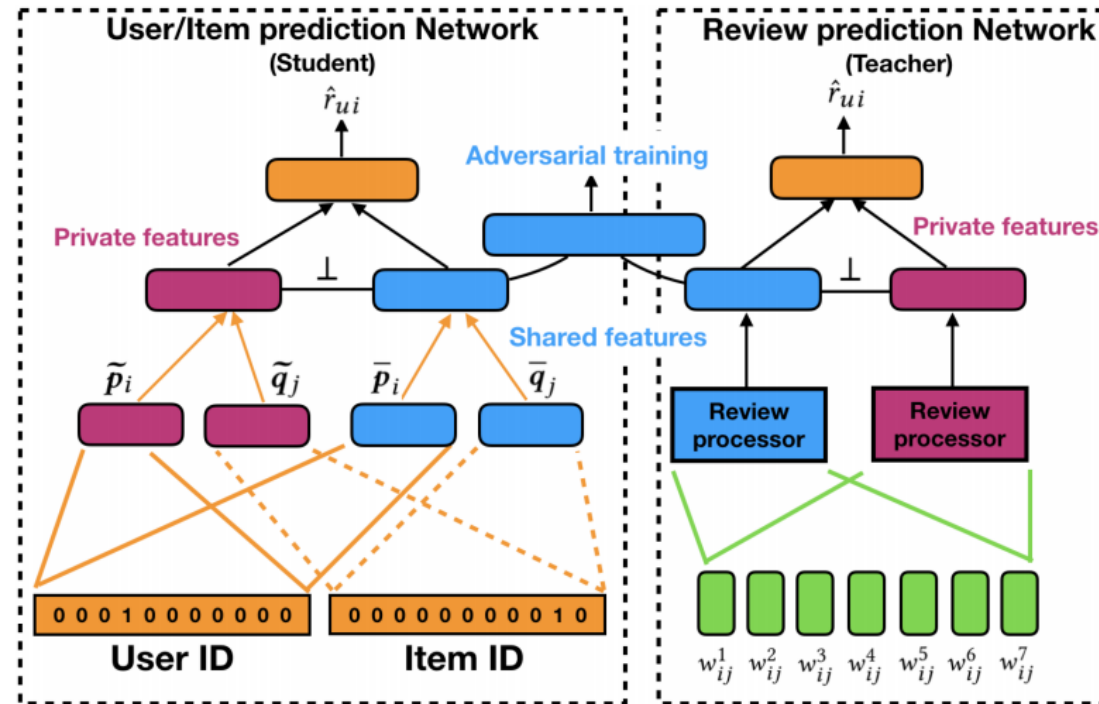 User/Item prediction Network
(Student)
r̂ui
Private features
⊥
Adversarial training
Shared features
p̃i
q̃j
p̄i
q̄j
0 0 0 1 0 0 0 0 0 0 0
0 0 0 0 0 0 0 0 0 1 0
User ID
Item ID
Review prediction Network
(Teacher)
r̂ui
Private features
⊥
Review
processor
Review
processor
w¹ij w²ij w³ij w⁴ij w⁵ij w⁶ij w⁷ij